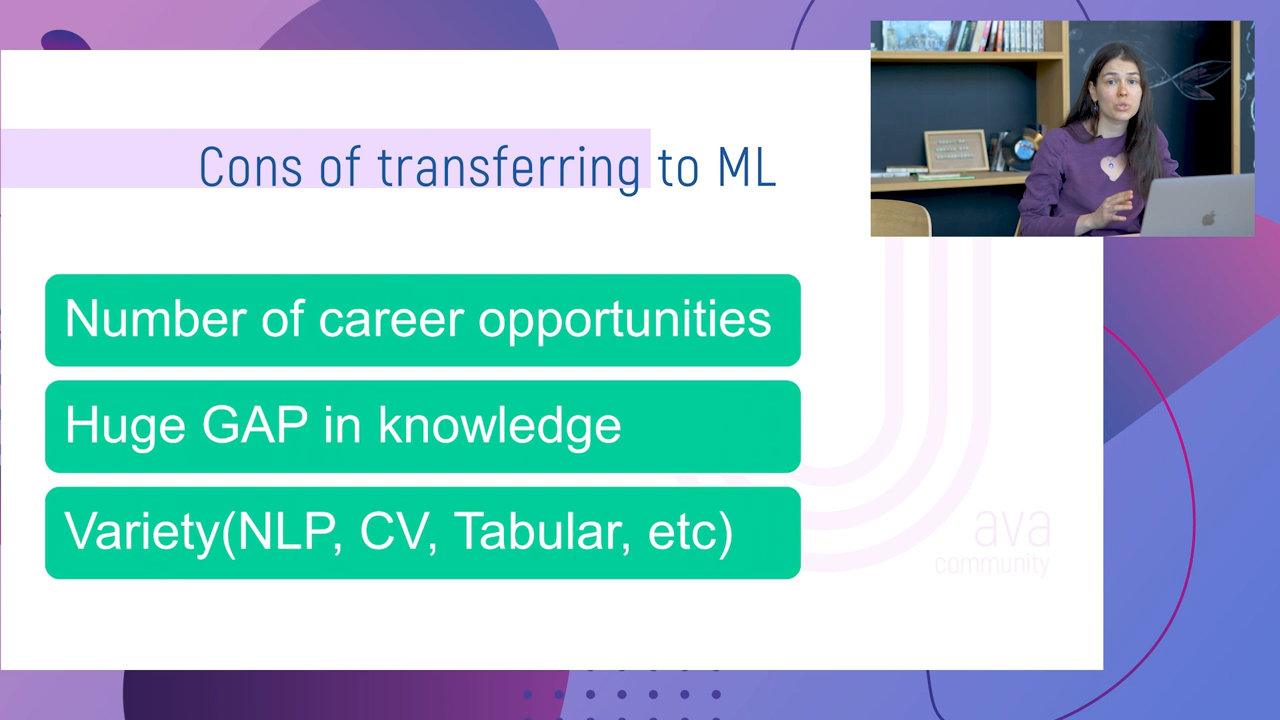 Cons of transferring to ML
Number of career opportunities
Huge GAP in knowledge
Variety(NLP, CV, Tabular, etc)
ava
community